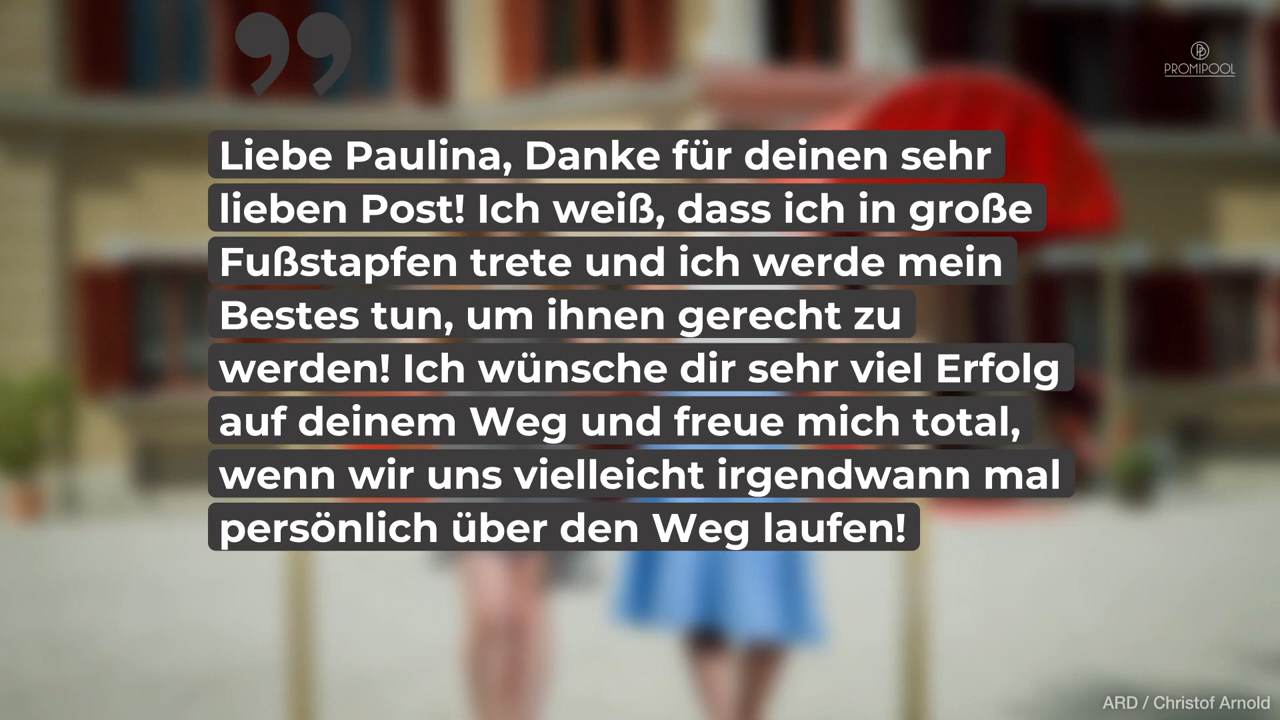 PROMIPOOL
Liebe Paulina, Danke für deinen sehr
lieben Post! Ich weiß, dass ich in große
Fußstapfen trete und ich werde mein
Bestes tun, um ihnen gerecht zu
werden! Ich wünsche dir sehr viel Erfolg
auf deinem Weg und freue mich total,
wenn wir uns vielleicht irgendwann mal
persönlich über den Weg laufen!
ARD / Christof Arnold